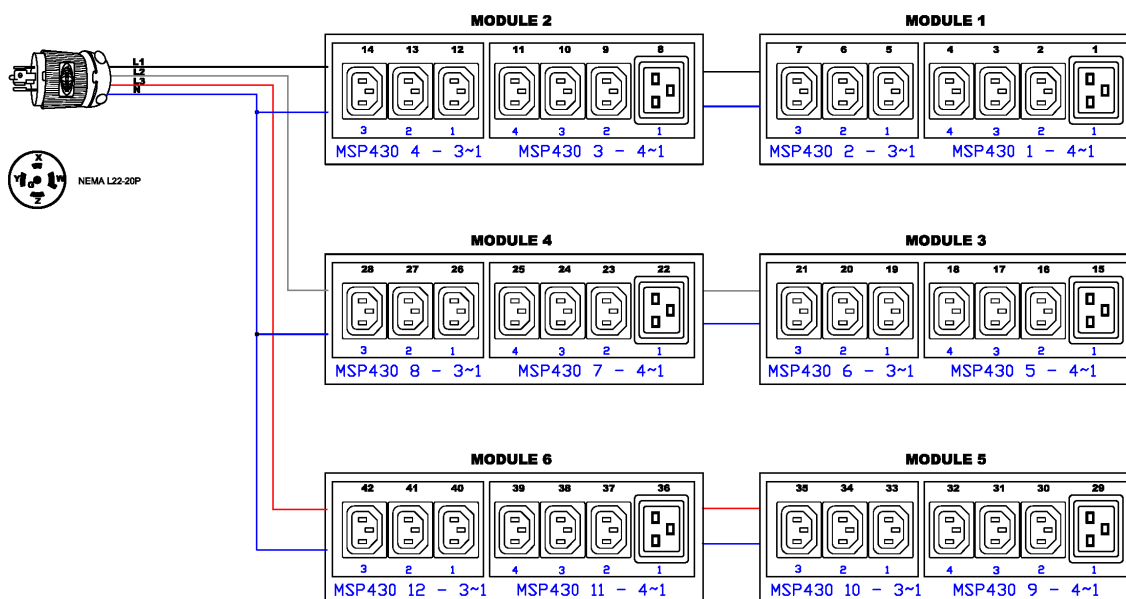 MODULE 2 MODULE 1
14 13 12 11 10 9 8 7 6 5 4 3 2 1
L1
L2
L3
N
3 2 1 4 3 2 1 3 2 1 4 3 2 1
MSP430 4 - 3~1 MSP430 3 - 4~1 MSP430 2 - 3~1 MSP430 1 - 4~1
X
Y G W
Z
NEMA L22-20P
MODULE 4 MODULE 3
28 27 26 25 24 23 22 21 20 19 18 17 16 15
3 2 1 4 3 2 1 3 2 1 4 3 2 1
MSP430 8 - 3~1 MSP430 7 - 4~1 MSP430 6 - 3~1 MSP430 5 - 4~1
MODULE 6 MODULE 5
42 41 40 39 38 37 36 35 34 33 32 31 30 29
3 2 1 4 3 2 1 3 2 1 4 3 2 1
MSP430 12 - 3~1 MSP430 11 - 4~1 MSP430 10 - 3~1 MSP430 9 - 4~1